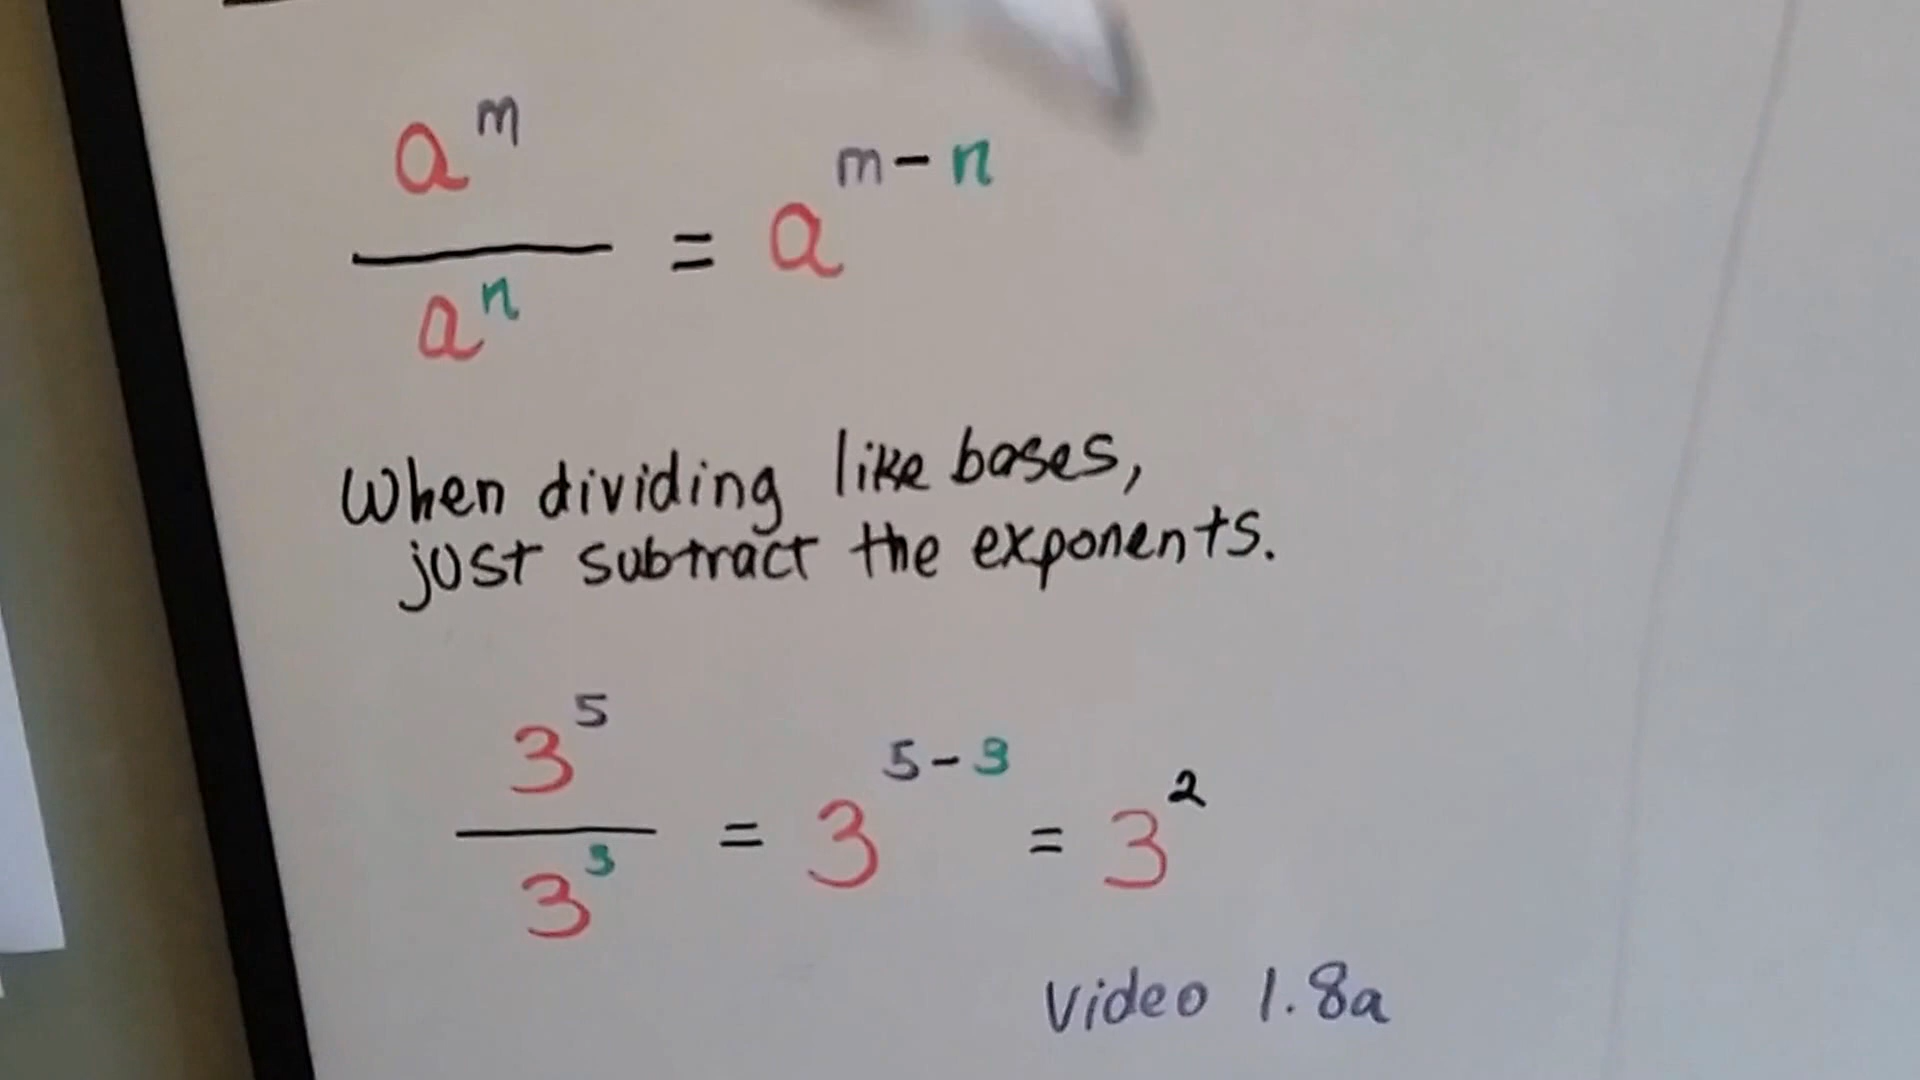 a^m / a^n = a^(m-n)
When dividing like bases,
just subtract the exponents.
3^5 / 3^3 = 3^(5-3) = 3^2
Video 1.8a